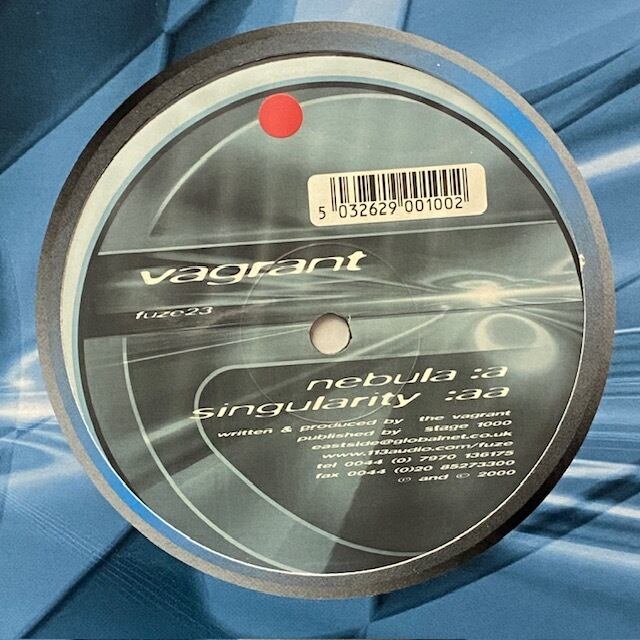 5 032629 001002
vagrant
fuze23
nebula :a
singularity :aa
written & produced by the vagrant
published by stage 1000
eastside@globalnet.co.uk
www.113audio.com/fuze
tel 0044 (0) 7970 136175
fax 0044 (0)20 85273300
℗ and © 2000